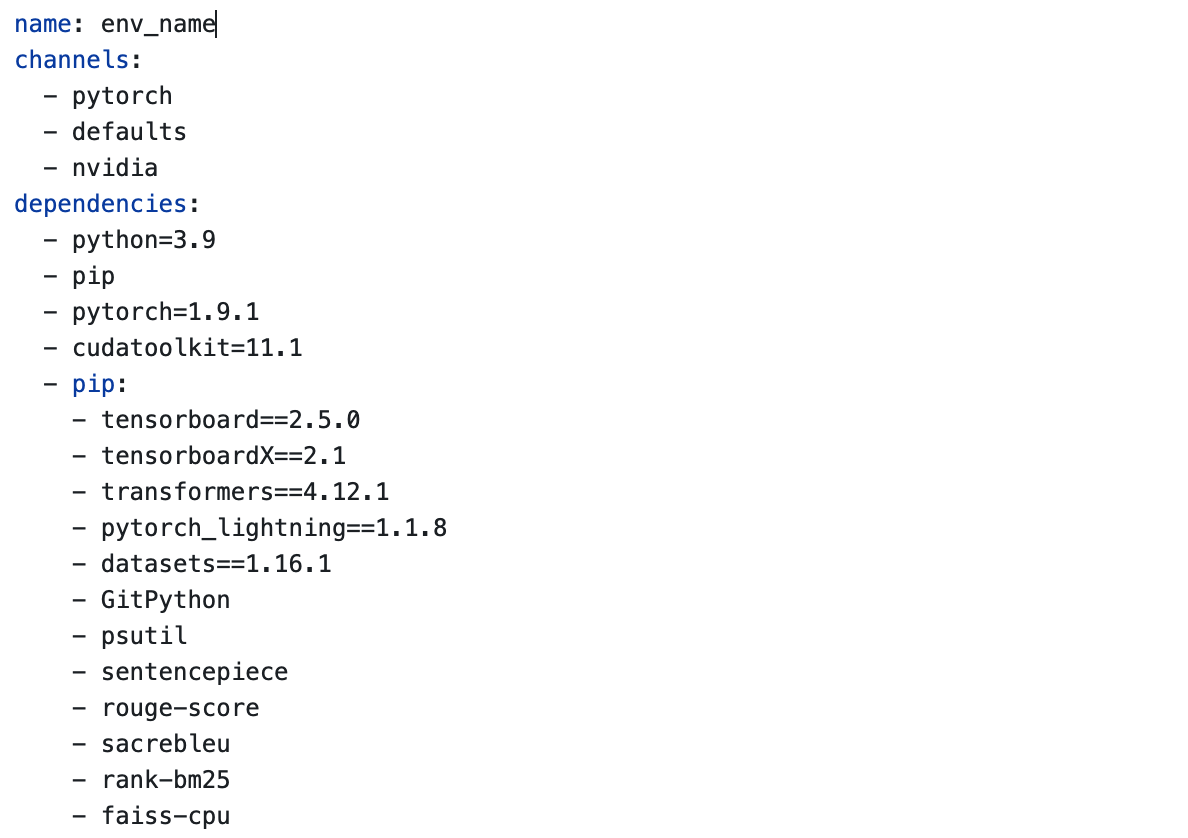 name: env_name
channels:
  - pytorch
  - defaults
  - nvidia
dependencies:
  - python=3.9
  - pip
  - pytorch=1.9.1
  - cudatoolkit=11.1
  - pip:
    - tensorboard==2.5.0
    - tensorboardX==2.1
    - transformers==4.12.1
    - pytorch_lightning==1.1.8
    - datasets==1.16.1
    - GitPython
    - psutil
    - sentencepiece
    - rouge-score
    - sacrebleu
    - rank-bm25
    - faiss-cpu